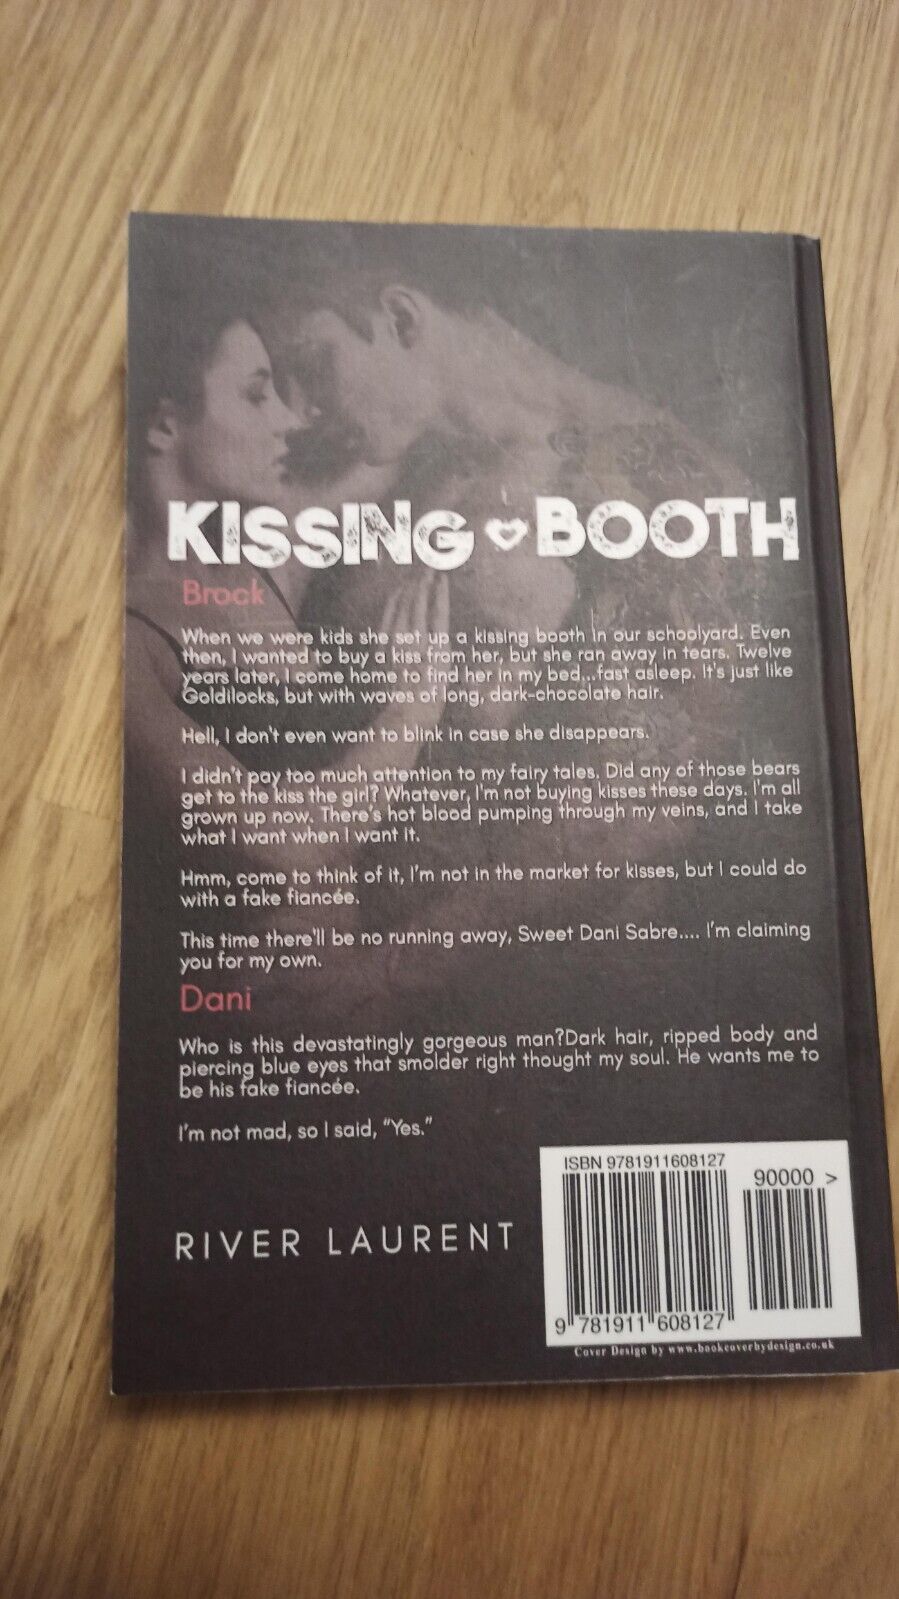 KISSING BOOTH
Brock
When we were kids she set up a kissing booth in our schoolyard. Even
then, I wanted to buy a kiss from her, but she ran away in tears. Twelve
years later, I come home to find her in my bed...fast asleep. It's just like
Goldilocks, but with waves of long, dark-chocolate hair.
Hell, I don't even want to blink in case she disappears.
I didn't pay too much attention to my fairy tales. Did any of those bears
get to the kiss the girl? Whatever, I'm not buying kisses these days. I'm all
grown up now. There's hot blood pumping through my veins, and I take
what I want when I want it.
Hmm, come to think of it, I'm not in the market for kisses, but I could do
with a fake fiancée.
This time there'll be no running away, Sweet Dani Sabre.... I'm claiming
you for my own.
Dani
Who is this devastatingly gorgeous man?Dark hair, ripped body and
piercing blue eyes that smolder right thought my soul. He wants me to
be his fake fiancée.
I'm not mad, so I said, "Yes."
RIVER LAURENT
ISBN 9781911608127
90000 >
9 781911 608127
Cover Design by www.bookcoverbydesign.co.uk